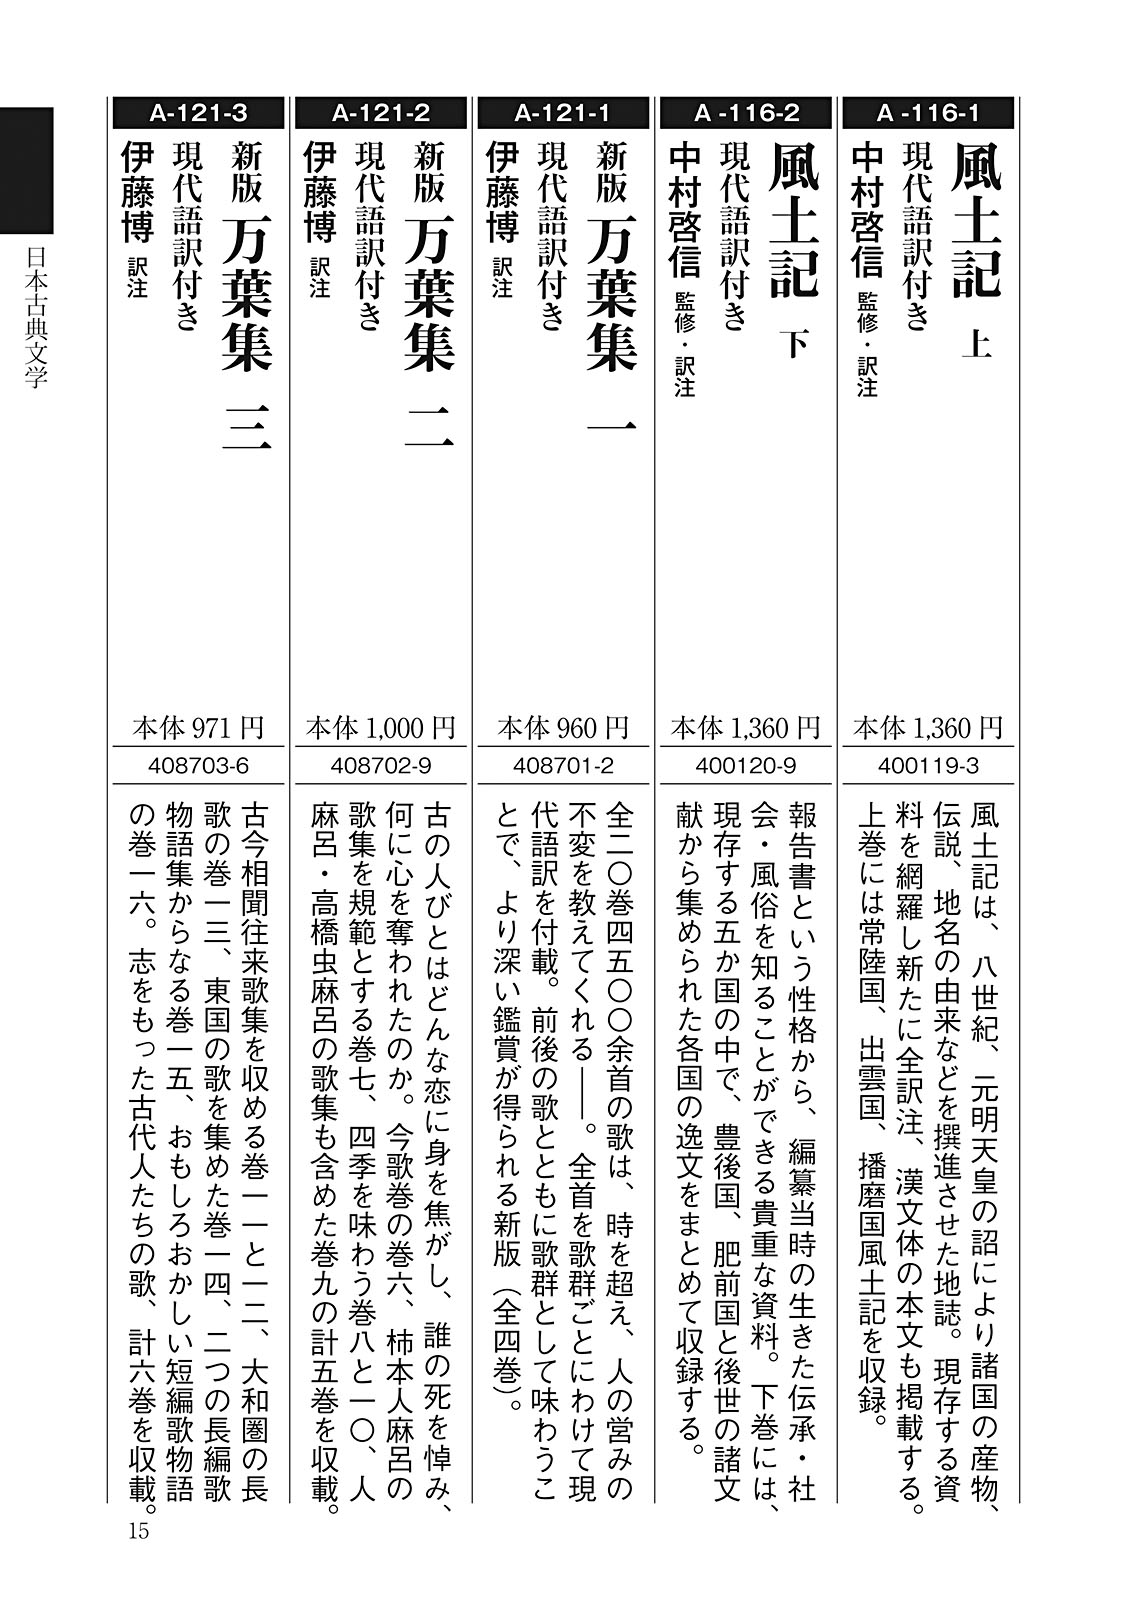 A-116-1
風土記 上
現代語訳付き
中村啓信 監修・訳注
本体1,360円
400119-3
風土記は、八世紀、元明天皇の詔により諸国の産物、
伝説、地名の由来などを撰進させた地誌。現存する資
料を網羅し新たに全訳注、漢文体の本文も掲載する。
上巻には常陸国、出雲国、播磨国風土記を収録。
A-116-2
風土記 下
現代語訳付き
中村啓信 監修・訳注
本体1,360円
400120-9
報告書という性格から、編纂当時の生きた伝承・社
会・風俗を知ることができる貴重な資料。下巻には、
現存する五か国の中で、豊後国、肥前国と後世の諸文
献から集められた各国の逸文をまとめて収録する。
A-121-1
新版 万葉集 一
現代語訳付き
伊藤博 訳注
本体960円
408701-2
全二〇巻四五〇〇余首の歌は、時を超え、人の営みの
不変を教えてくれる――。全首を歌群ごとにわけて現
代語訳を付載。前後の歌とともに歌群として味わうこ
とで、より深い鑑賞が得られる新版（全四巻）。
A-121-2
新版 万葉集 二
現代語訳付き
伊藤博 訳注
本体1,000円
408702-9
古の人びとはどんな恋に身を焦がし、誰の死を悼み、
何に心を奪われたのか。今歌巻の巻六、柿本人麻呂の
歌集を規範とする巻七、四季を味わう巻八と一〇、人
麻呂・高橋虫麻呂の歌集も含めた巻九の計五巻を収載。
A-121-3
新版 万葉集 三
現代語訳付き
伊藤博 訳注
本体971円
408703-6
古今相聞往来歌集を収める巻一一と一二、大和圏の長
歌の巻一三、東国の歌を集めた巻一四、二つの長編歌
物語集からなる巻一五、おもしろおかしい短編歌物語
の巻一六。志をもった古代人たちの歌、計六巻を収載。
日本古典文学
15